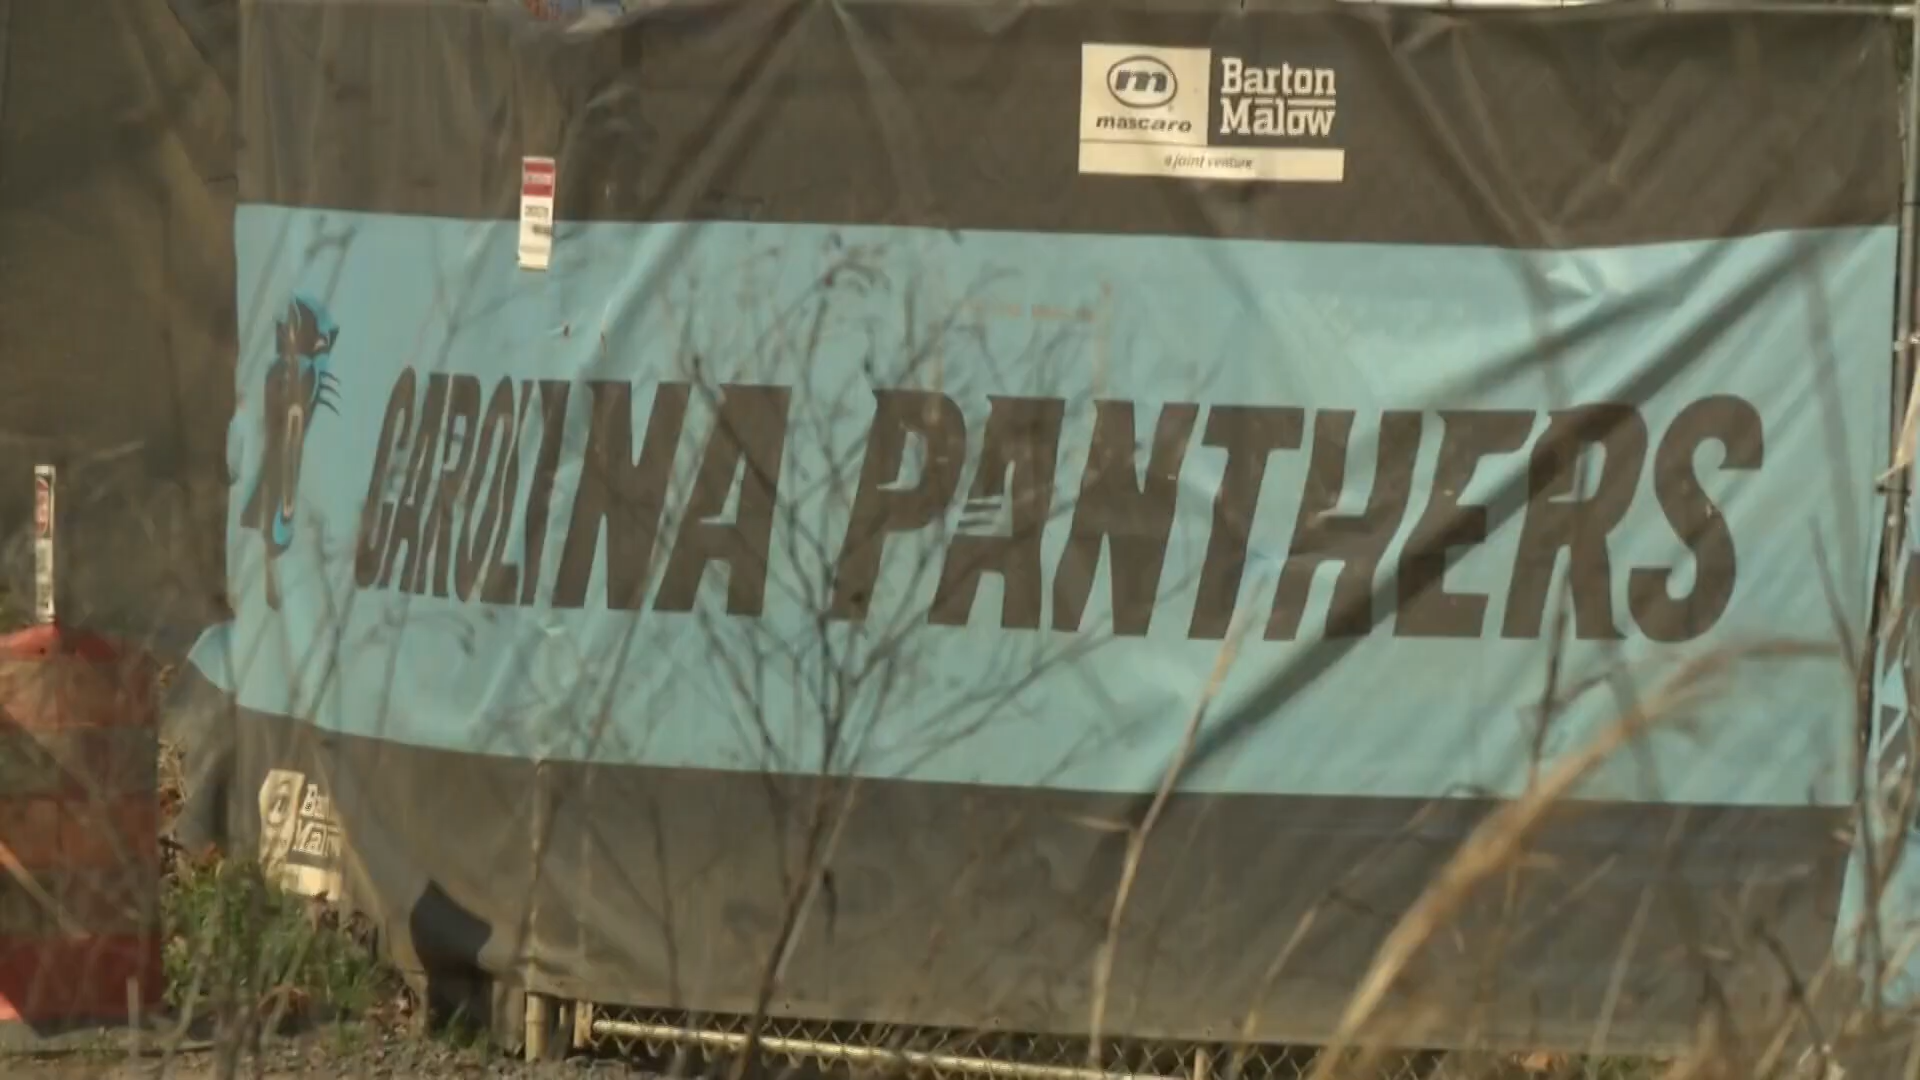 mascaro
Barton
Malow
a joint venture
CAROLINA PANTHERS